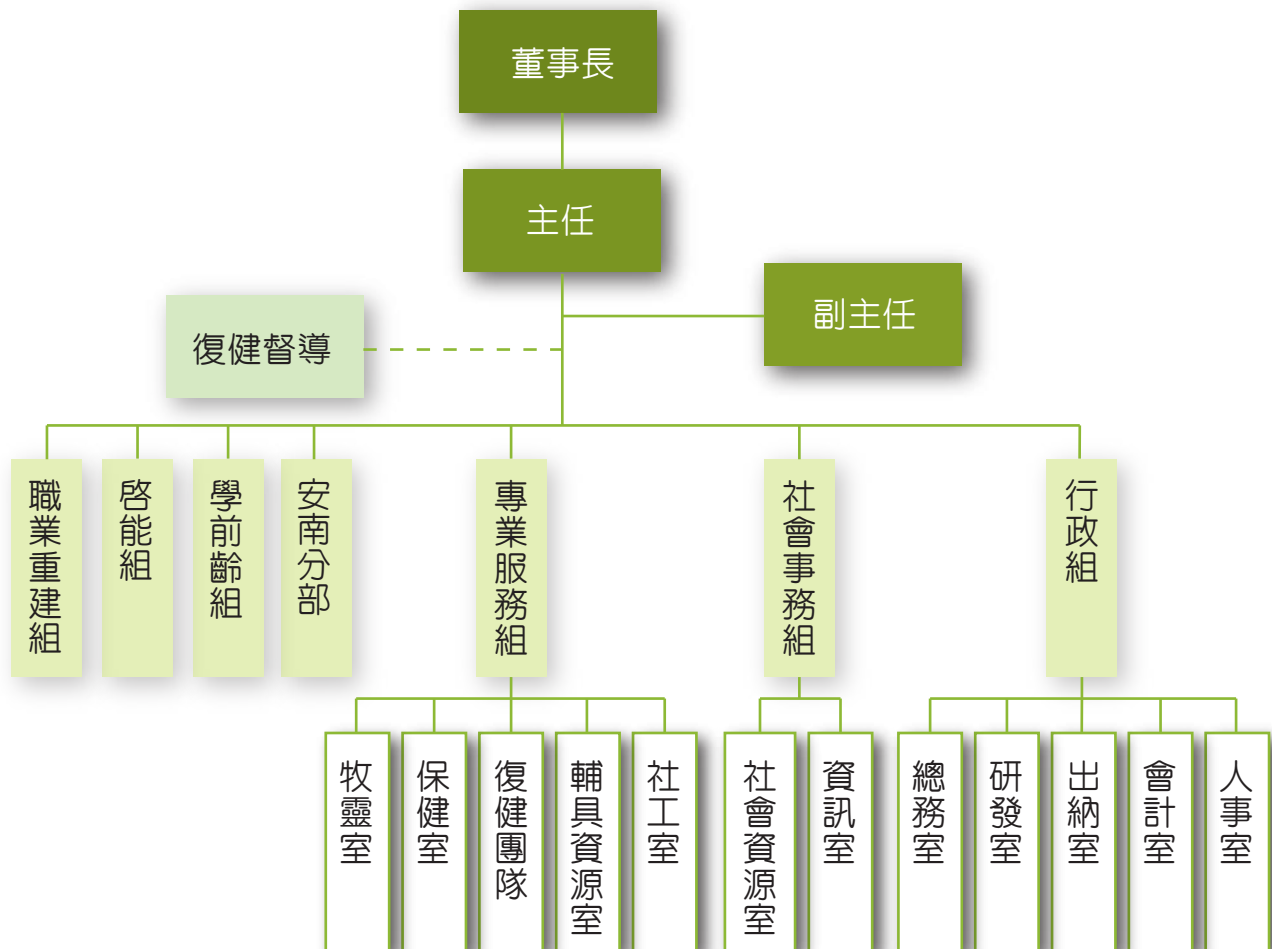 董事長
主任
副主任
復健督導
職業重建組
啓能組
學前齡組
安南分部
專業服務組
社會事務組
行政組
牧靈室
保健室
復健團隊
輔具資源室
社工室
社會資源室
資訊室
總務室
研發室
出納室
會計室
人事室